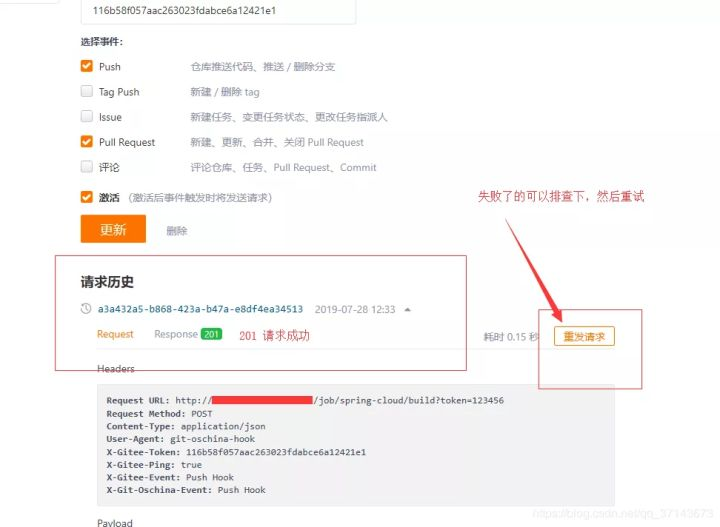 116b58f057aac263023fdabce6a12421e1
选择事件:
Push 仓库推送代码、推送 / 删除分支
Tag Push 新建 / 删除 tag
Issue 新建任务、变更任务状态、更改任务指派人
Pull Request 新建、更新、合并、关闭 Pull Request
评论 评论仓库、任务、Pull Request、Commit
激活 （激活后事件触发时将发送请求）
失败了的可以排查下，然后重试
更新 删除
请求历史
a3a432a5-b868-423a-b47a-e8df4ea34513 2019-07-28 12:33
Request Response 201 201 请求成功 耗时 0.15 秒 重发请求
Headers
Request URL: http:// /job/spring-cloud/build?token=123456
Request Method: POST
Content-Type: application/json
User-Agent: git-oschina-hook
X-Gitee-Token: 116b58f057aac263023fdabce6a12421e1
X-Gitee-Ping: true
X-Gitee-Event: Push Hook
X-Git-Oschina-Event: Push Hook
Payload
https://blog.csdn.net/qq_37143673